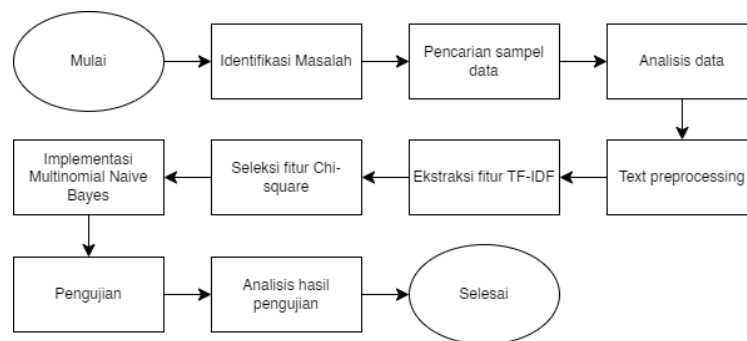 Mulai
Identifikasi Masalah
Pencarian sampel
data
Analisis data
Text preprocessing
Ekstraksi fitur TF-IDF
Seleksi fitur Chi-
square
Implementasi
Multinomial Naive
Bayes
Pengujian
Analisis hasil
pengujian
Selesai